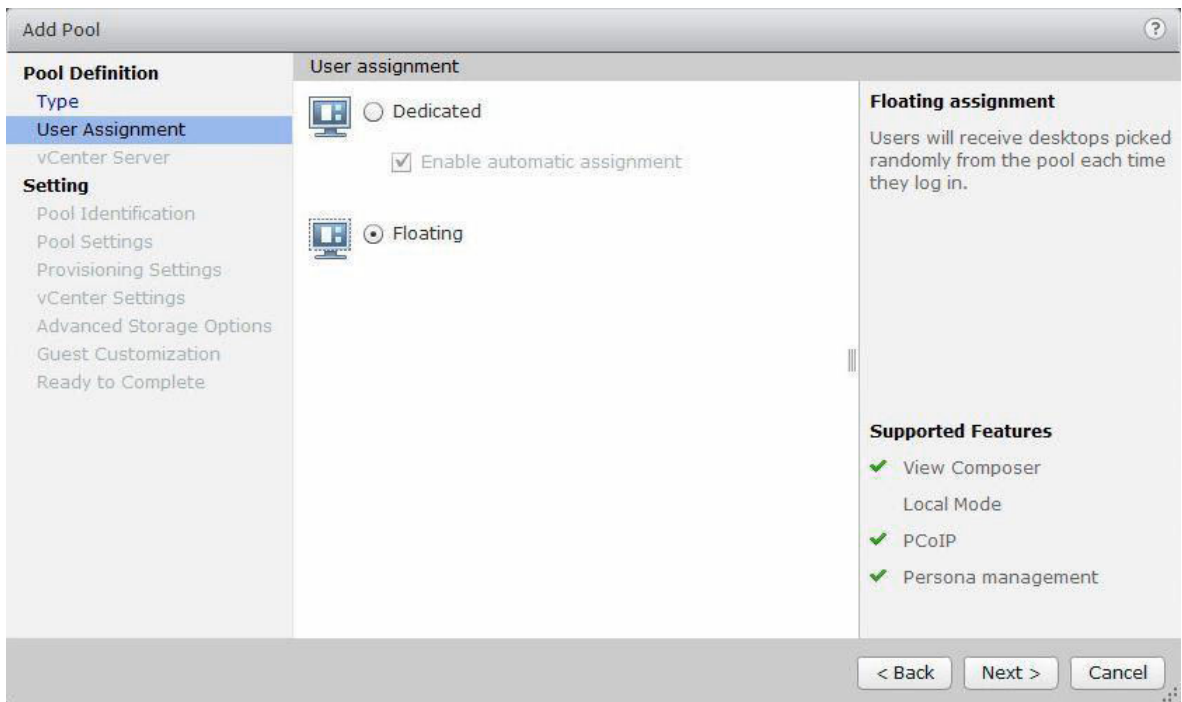 Add Pool
?
Pool Definition
Type
User Assignment
vCenter Server
Setting
Pool Identification
Pool Settings
Provisioning Settings
vCenter Settings
Advanced Storage Options
Guest Customization
Ready to Complete
User assignment
Dedicated
Enable automatic assignment
Floating
Floating assignment
Users will receive desktops picked
randomly from the pool each time
they log in.
Supported Features
View Composer
Local Mode
PCoIP
Persona management
< Back
Next >
Cancel